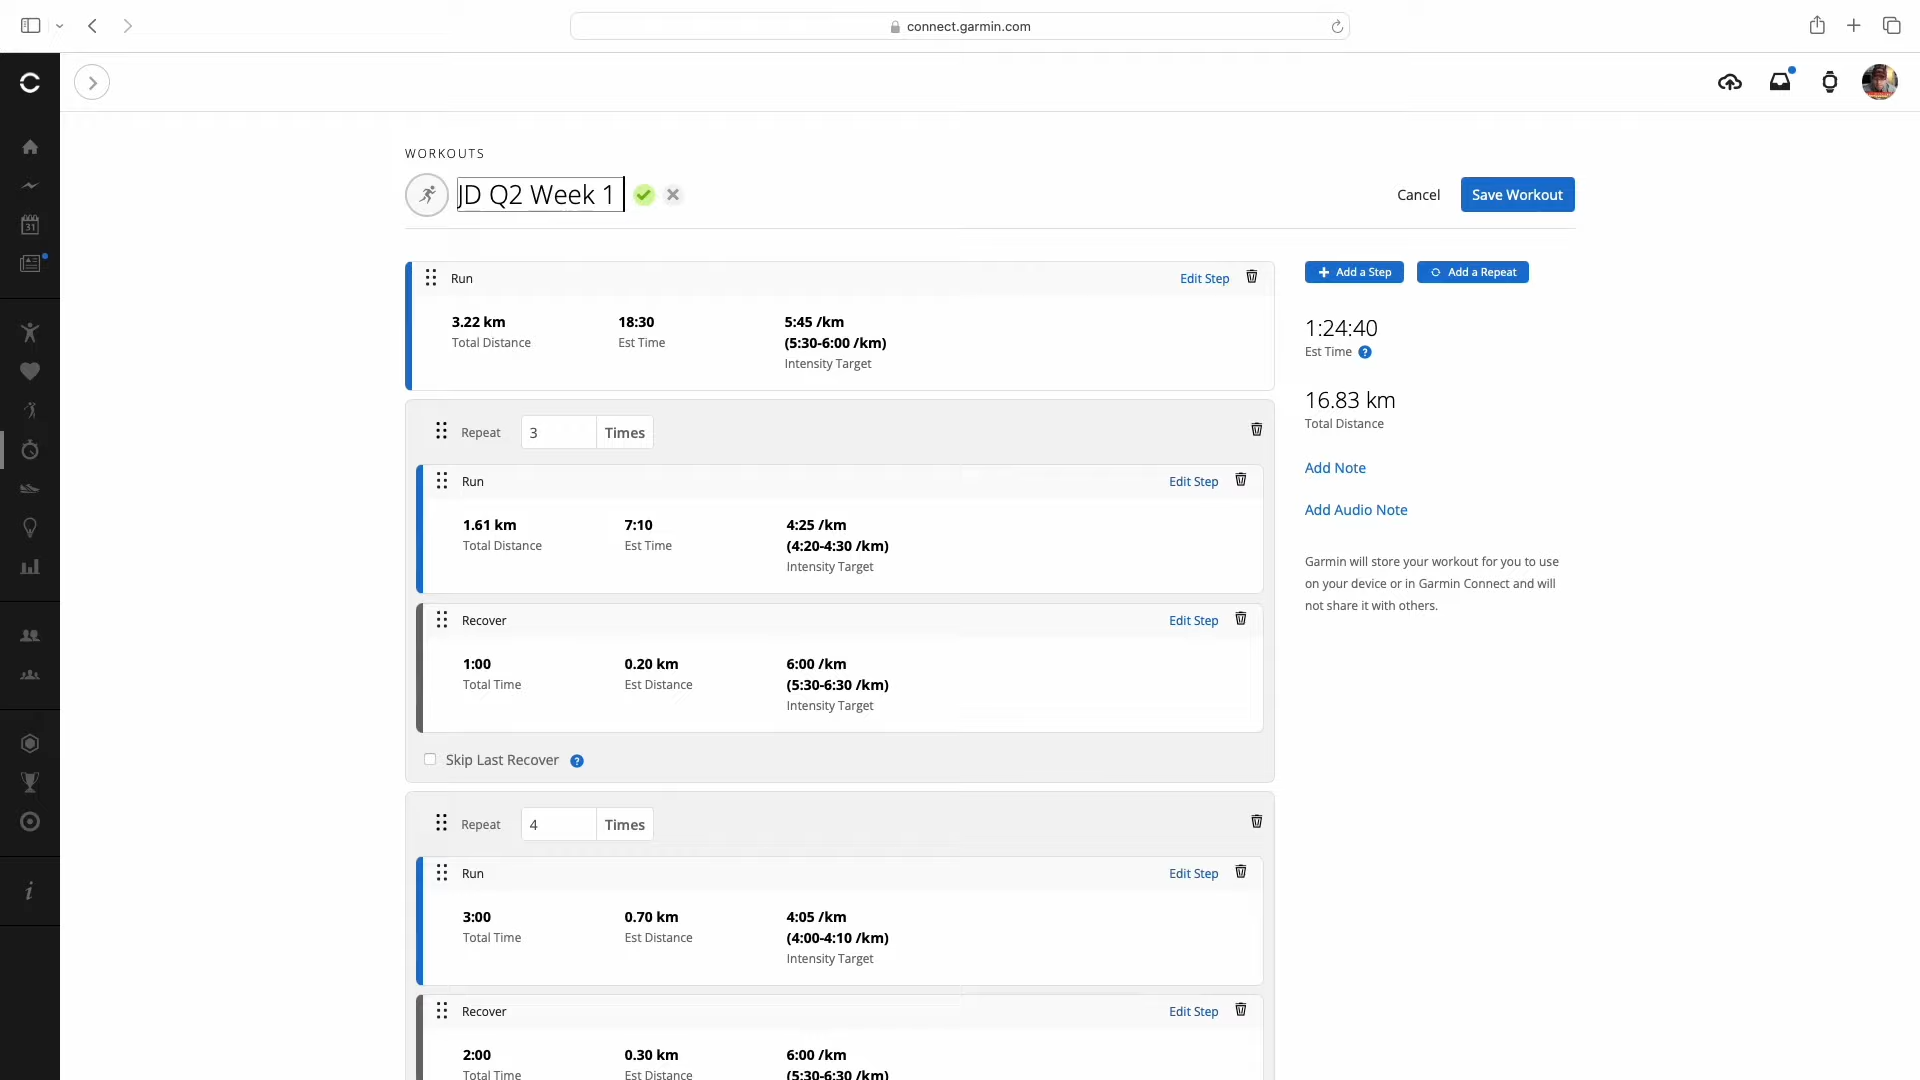 connect.garmin.com
WORKOUTS
JD Q2 Week 1
Cancel
Save Workout
Run
Edit Step
3.22 km
18:30
5:45 /km
Total Distance
Est Time
(5:30-6:00 /km)
Intensity Target
Repeat
3
Times
Run
Edit Step
1.61 km
7:10
4:25 /km
Total Distance
Est Time
(4:20-4:30 /km)
Intensity Target
Recover
Edit Step
1:00
0.20 km
6:00 /km
Total Time
Est Distance
(5:30-6:30 /km)
Intensity Target
Skip Last Recover
?
Repeat
4
Times
Run
Edit Step
3:00
0.70 km
4:05 /km
Total Time
Est Distance
(4:00-4:10 /km)
Intensity Target
Recover
Edit Step
2:00
0.30 km
6:00 /km
Total Time
Est Distance
(5:30-6:30 /km)
Add a Step
Add a Repeat
1:24:40
Est Time ?
16.83 km
Total Distance
Add Note
Add Audio Note
Garmin will store your workout for you to use
on your device or in Garmin Connect and will
not share it with others.
31
i